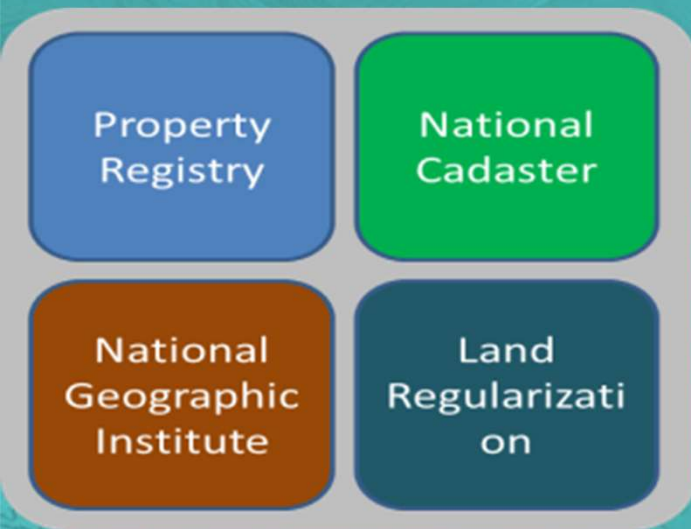 Property
Registry
National
Cadaster
National
Geographic
Institute
Land
Regularizati
on